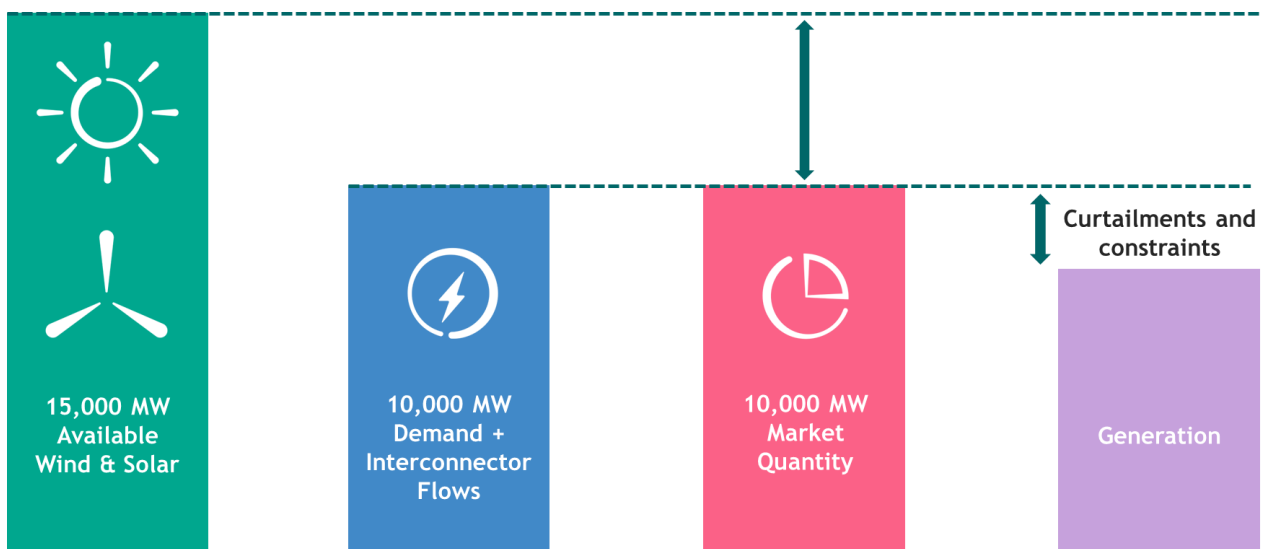 15,000 MW
Available
Wind & Solar
10,000 MW
Demand +
Interconnector
Flows
10,000 MW
Market
Quantity
Curtailments and
constraints
Generation